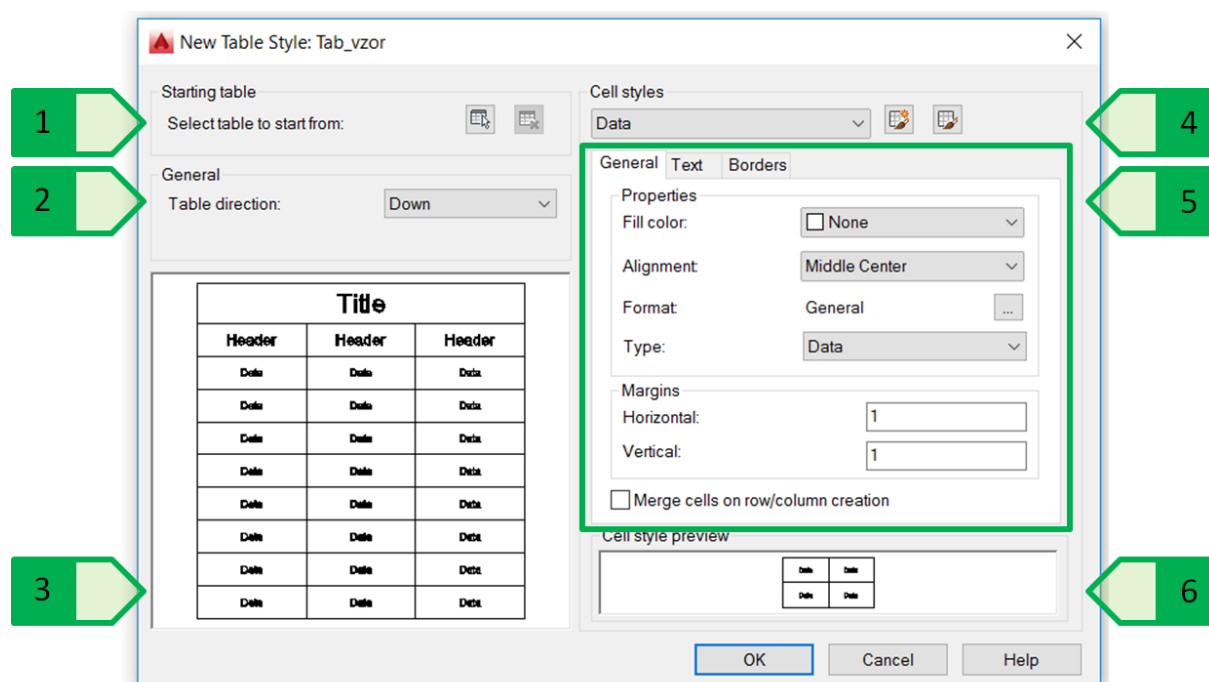 New Table Style: Tab_vzor
1
Starting table
Select table to start from:
2
General
Table direction:
Down
3
Title
Header Header Header
Data Data Data
Data Data Data
Data Data Data
Data Data Data
Data Data Data
Data Data Data
Data Data Data
Data Data Data
4
Cell styles
Data
5
General Text Borders
Properties
Fill color:
None
Alignment:
Middle Center
Format:
General
...
Type:
Data
Margins
Horizontal:
1
Vertical:
1
Merge cells on row/column creation
6
Cell style preview
Data Data
Data Data
OK Cancel Help